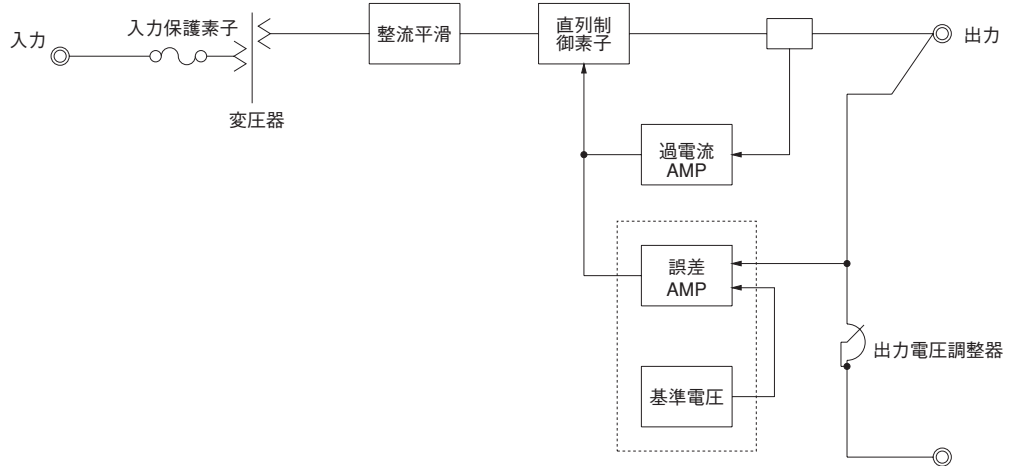 入力
入力保護素子
変圧器
整流平滑
直列制
御素子
出力
過電流
AMP
誤差
AMP
基準電圧
出力電圧調整器